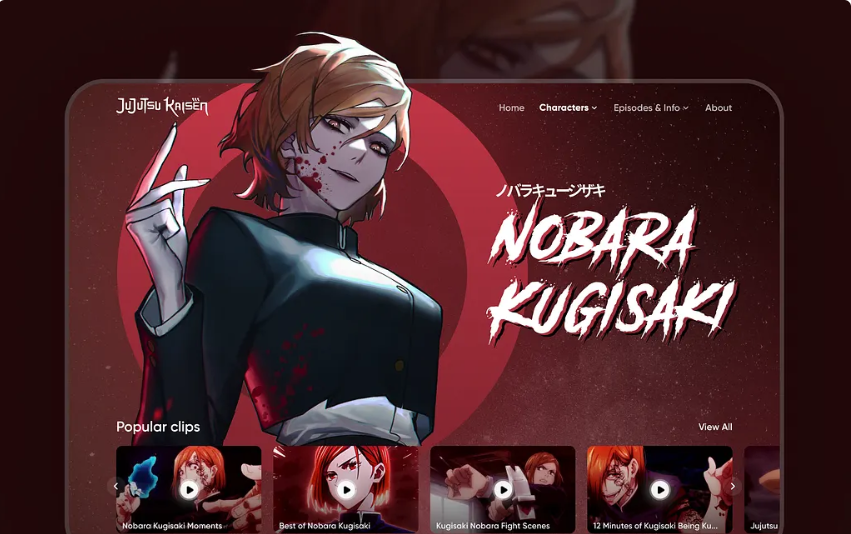 JUJUTSU KAISEN
Home Characters Episodes & Info About
ノバラキュージザキ
NOBARA
KUGISAKI
Popular clips
View All
Nobara Kugisaki Moments
Best of Nobara Kugisaki
Kugisaki Nobara Fight Scenes
12 Minutes of Kugisaki Being Ku...
Jujutsu